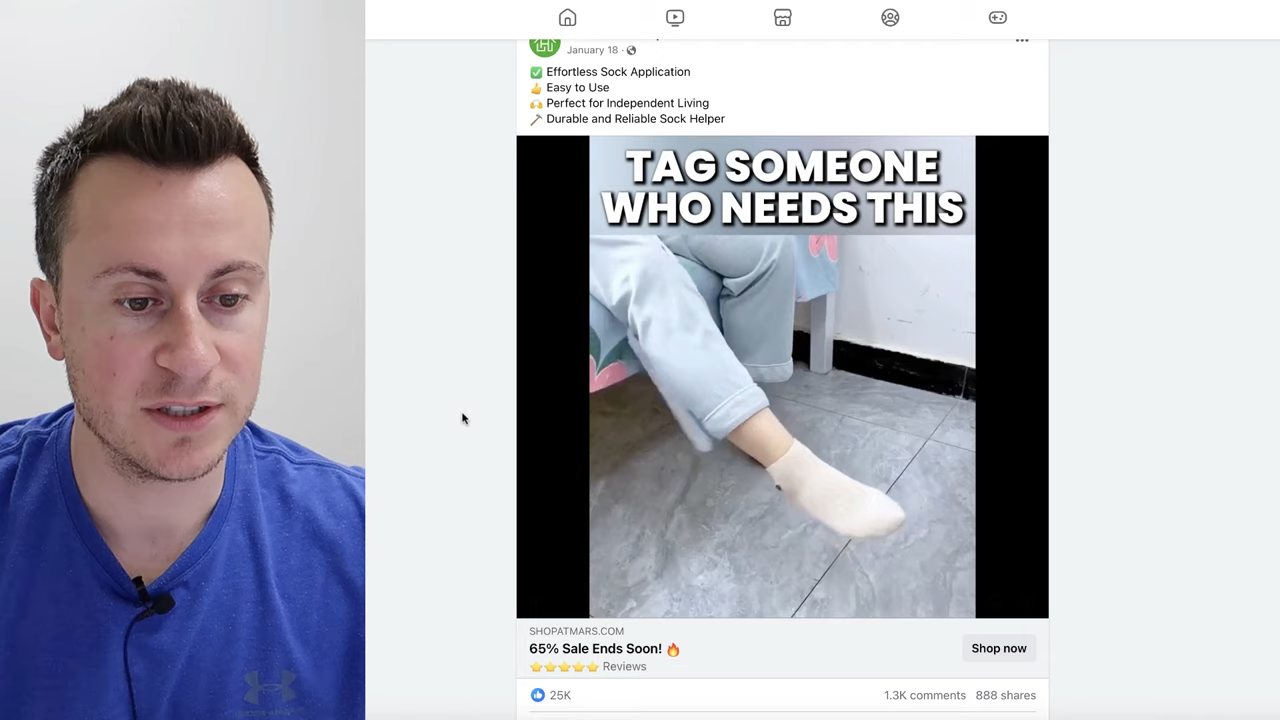 January 18 ·
✅ Effortless Sock Application
👍 Easy to Use
🙌 Perfect for Independent Living
⛏️ Durable and Reliable Sock Helper
TAG SOMEONE
WHO NEEDS THIS
SHOPATMARS.COM
65% Sale Ends Soon! 🔥
⭐⭐⭐⭐⭐ Reviews
Shop now
25K
1.3K comments 888 shares